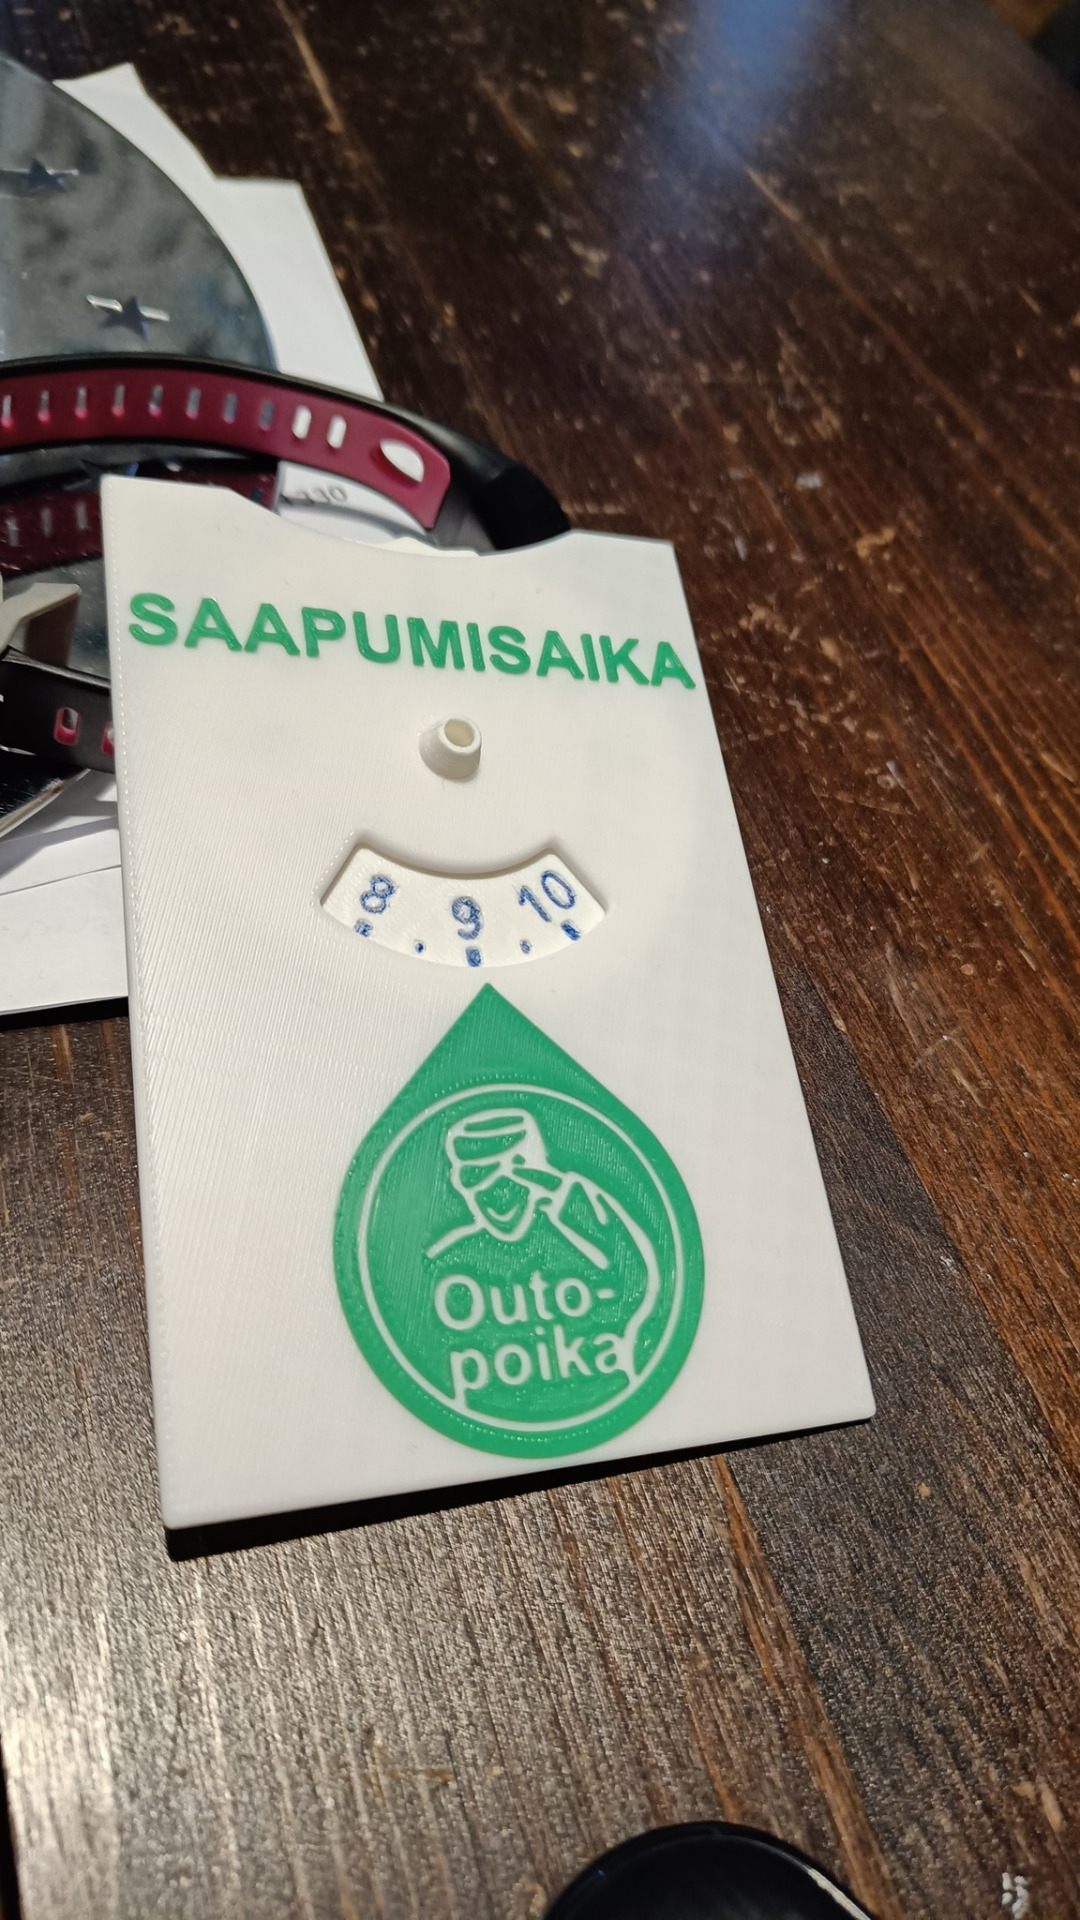 SAAPUMISAIKA
8 9 10
Outo-
poika